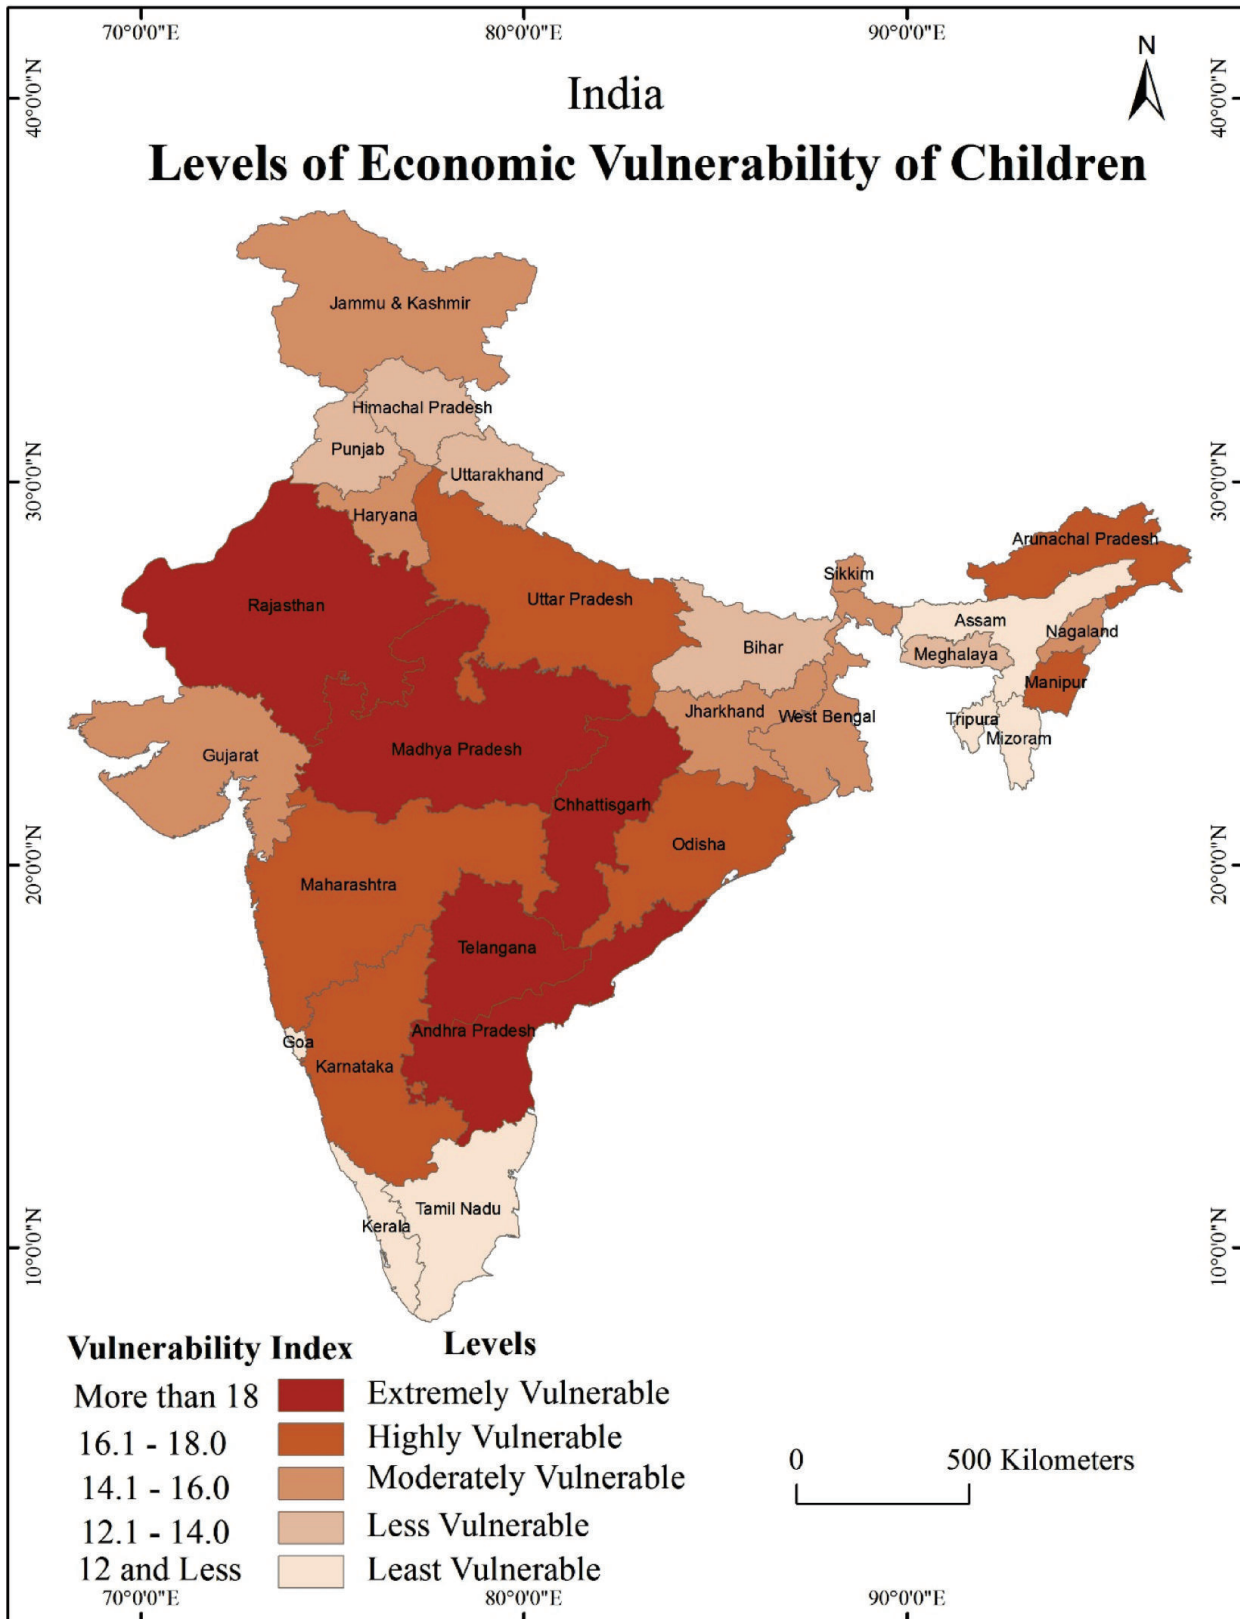 70°0'0"E 80°0'0"E 90°0'0"E
N
40°0'0"N 40°0'0"N
India
Levels of Economic Vulnerability of Children
Jammu & Kashmir
Himachal Pradesh
Punjab
Uttarakhand
30°0'0"N 30°0'0"N
Haryana
Arunachal Pradesh
Sikkim
Rajasthan
Uttar Pradesh
Assam
Nagaland
Bihar
Meghalaya
Manipur
Jharkhand
West Bengal
Tripura
Mizoram
Gujarat
Madhya Pradesh
Chhattisgarh
Odisha
20°0'0"N 20°0'0"N
Maharashtra
Telangana
Andhra Pradesh
Goa
Karnataka
Tamil Nadu
Kerala
10°0'0"N 10°0'0"N
Vulnerability Index Levels
More than 18 Extremely Vulnerable
16.1 - 18.0 Highly Vulnerable
14.1 - 16.0 Moderately Vulnerable
12.1 - 14.0 Less Vulnerable
12 and Less Least Vulnerable
0 500 Kilometers
70°0'0"E 80°0'0"E 90°0'0"E